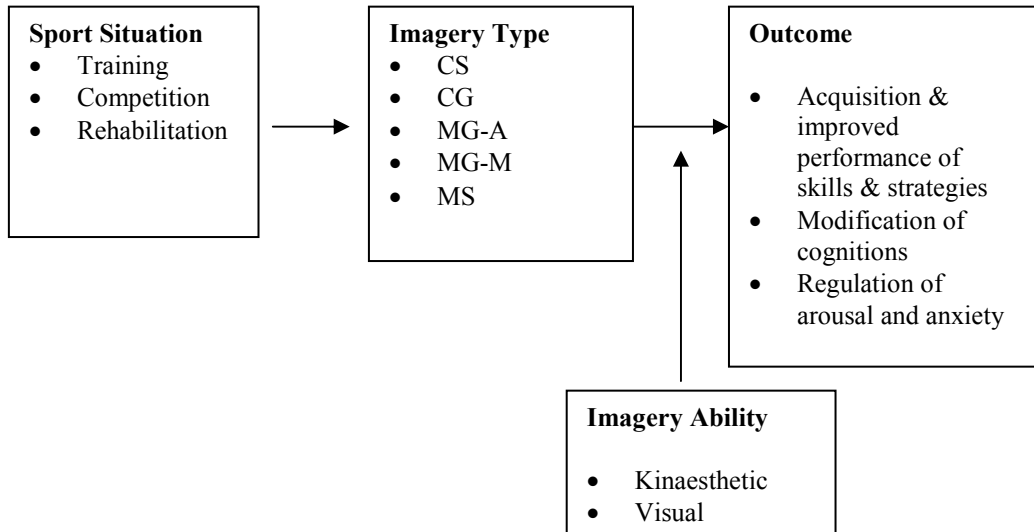 Sport Situation
• Training
• Competition
• Rehabilitation
Imagery Type
• CS
• CG
• MG-A
• MG-M
• MS
Outcome
• Acquisition &
improved
performance of
skills & strategies
• Modification of
cognitions
• Regulation of
arousal and anxiety
Imagery Ability
• Kinaesthetic
• Visual